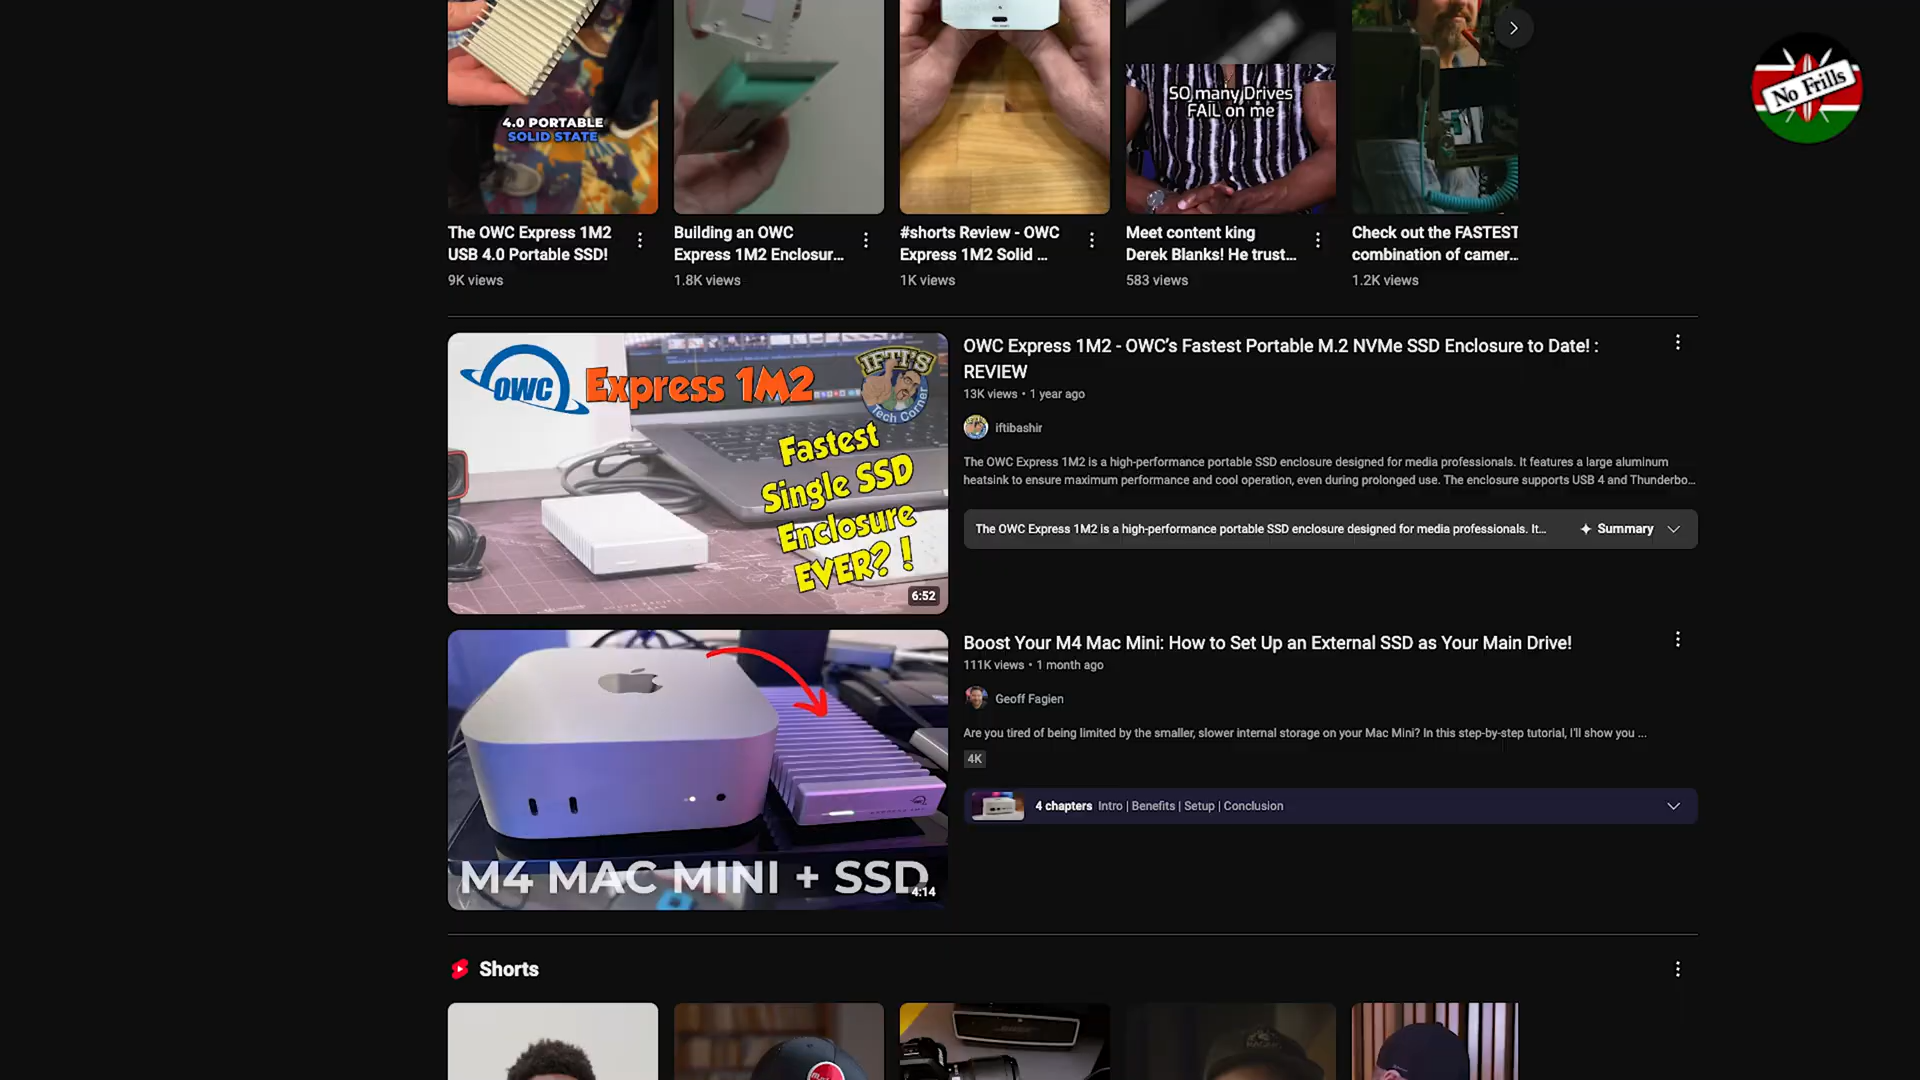 No Frills
4.0 PORTABLE
SOLID STATE
SO many Drives
FAIL on me
The OWC Express 1M2
USB 4.0 Portable SSD!
9K views
Building an OWC
Express 1M2 Enclosur...
1.8K views
#shorts Review - OWC
Express 1M2 Solid ...
1K views
Meet content king
Derek Blanks! He trust...
583 views
Check out the FASTEST
combination of camer...
1.2K views
OWC
Express 1M2
IFTI'S
Tech Corner
Fastest
Single SSD
Enclosure
EVER?!
6:52
OWC Express 1M2 - OWC’s Fastest Portable M.2 NVMe SSD Enclosure to Date! :
REVIEW
13K views • 1 year ago
iftibashir
The OWC Express 1M2 is a high-performance portable SSD enclosure designed for media professionals. It features a large aluminum
heatsink to ensure maximum performance and cool operation, even during prolonged use. The enclosure supports USB 4 and Thunderbo...
The OWC Express 1M2 is a high-performance portable SSD enclosure designed for media professionals. It...
Summary
M4 MAC MINI + SSD
4:14
Boost Your M4 Mac Mini: How to Set Up an External SSD as Your Main Drive!
111K views • 1 month ago
Geoff Fagien
Are you tired of being limited by the smaller, slower internal storage on your Mac Mini? In this step-by-step tutorial, I'll show you ...
4K
4 chapters Intro | Benefits | Setup | Conclusion
Shorts